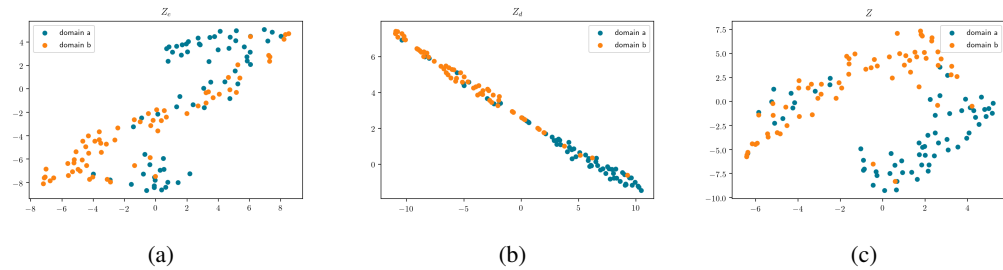 Z_c
domain a
domain b
4
2
0
−2
−4
−6
−8
−8 −6 −4 −2 0 2 4 6 8
(a)
Z_d
domain a
domain b
6
4
2
0
−10 −5 0 5 10
(b)
Z
domain a
domain b
7.5
5.0
2.5
0.0
−2.5
−5.0
−7.5
−10.0
−6 −4 −2 0 2 4
(c)